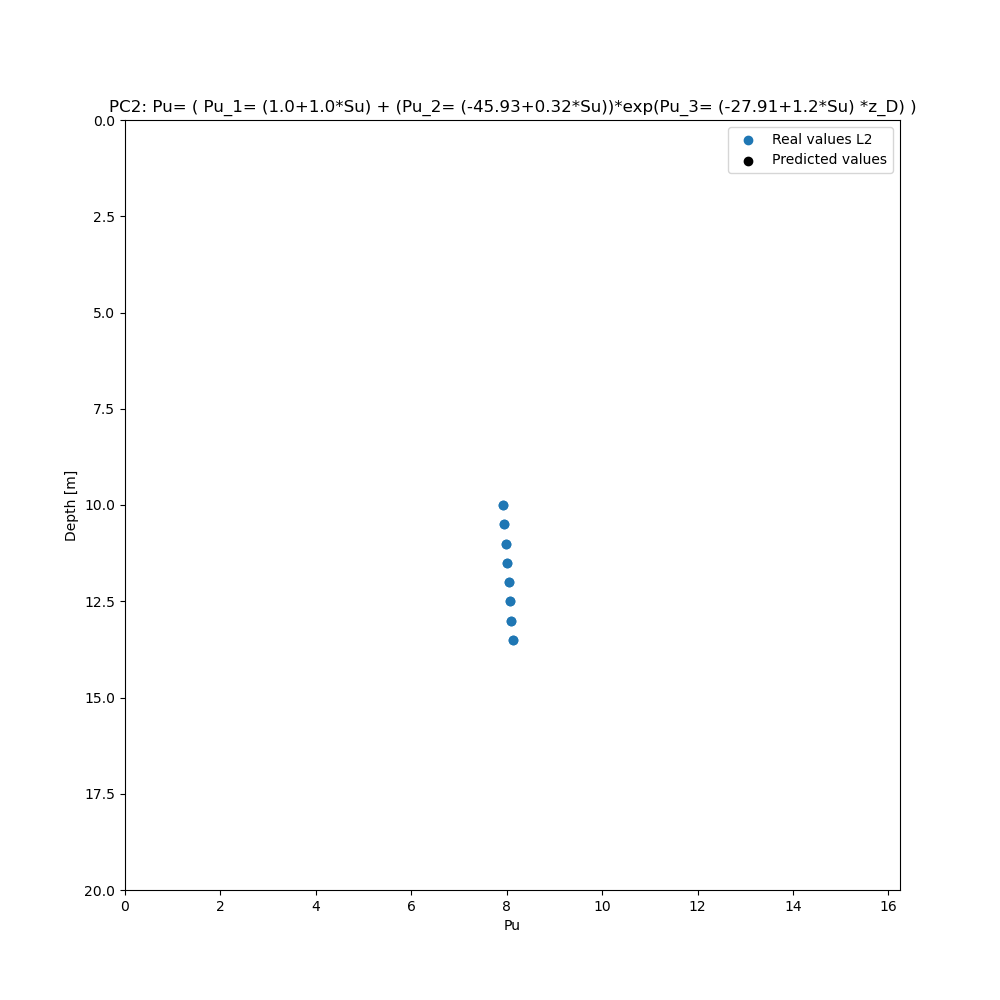 PC2: Pu= ( Pu_1= (1.0+1.0*Su) + (Pu_2= (-45.93+0.32*Su))*exp(Pu_3= (-27.91+1.2*Su) *z_D) )
Real values L2
Predicted values
0.0
2.5
5.0
7.5
10.0
12.5
15.0
17.5
20.0
Depth [m]
0 2 4 6 8 10 12 14 16
Pu